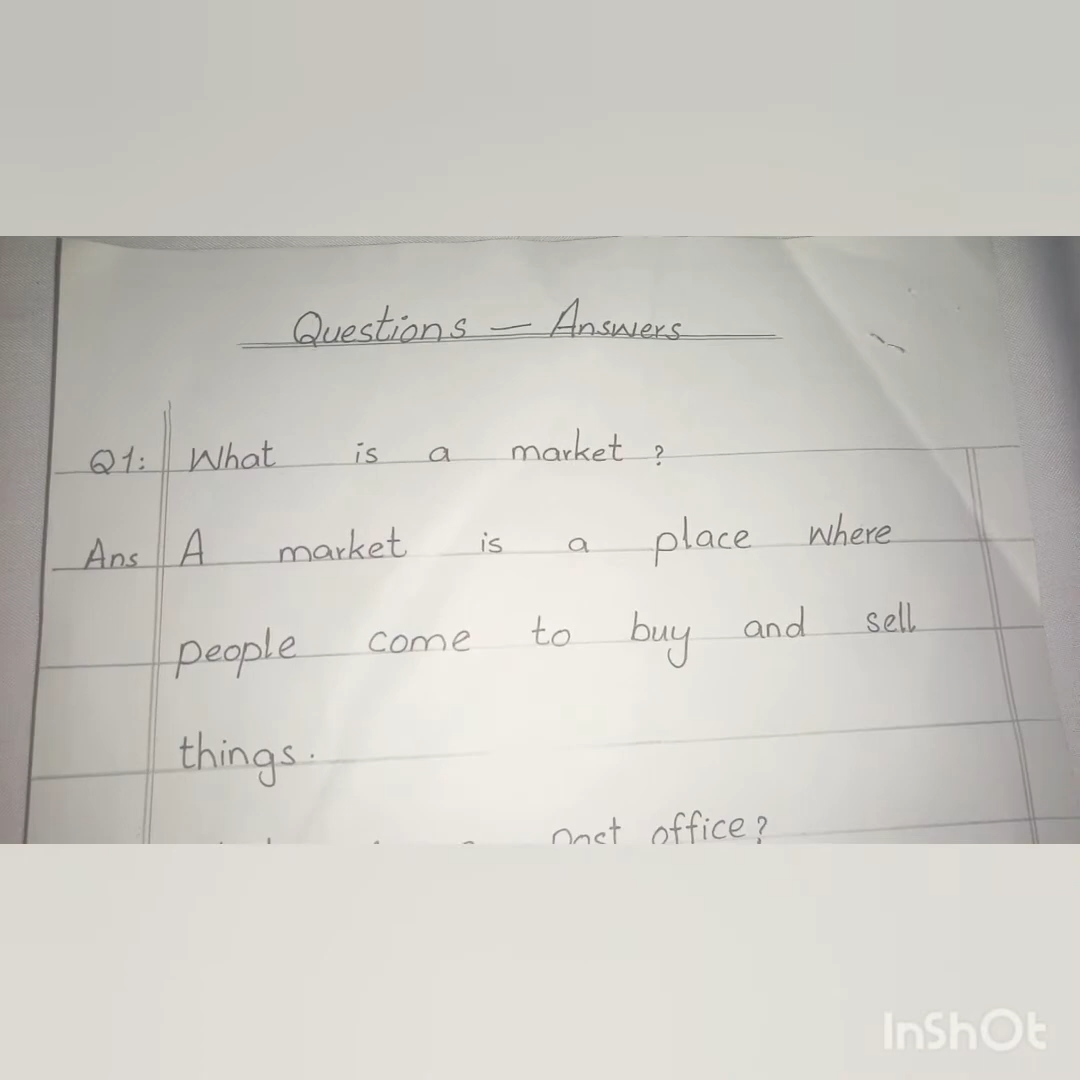 Questions — Answers
Q1: What is a market ?
Ans A market is a place where
people come to buy and sell
things.
office?
InShOt